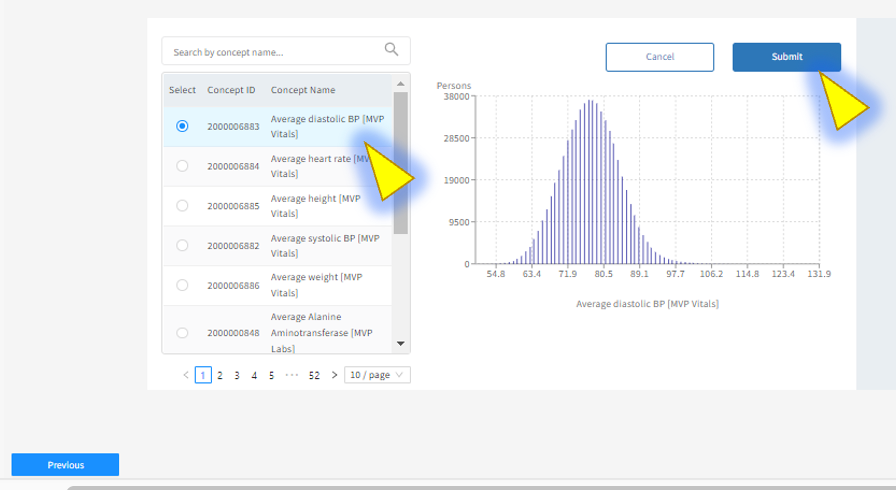 Search by concept name...
Cancel
Submit
Select Concept ID Concept Name
2000006883 Average diastolic BP [MVP
Vitals]
2000006884 Average heart rate
Vitals]
2000006885 Average height [MVP
Vitals]
2000006882 Average systolic BP [MVP
Vitals]
2000006886 Average weight [MVP
Vitals]
2000000848 Average Alanine
Aminotransferase [MVP
Labs]
1 2 3 4 5 ••• 52 10 / page
Persons
38000
28500
19000
9500
0
54.8 63.4 71.9 80.5 89.1 97.7 106.2 114.8 123.4 131.9
Average diastolic BP [MVP Vitals]
Previous